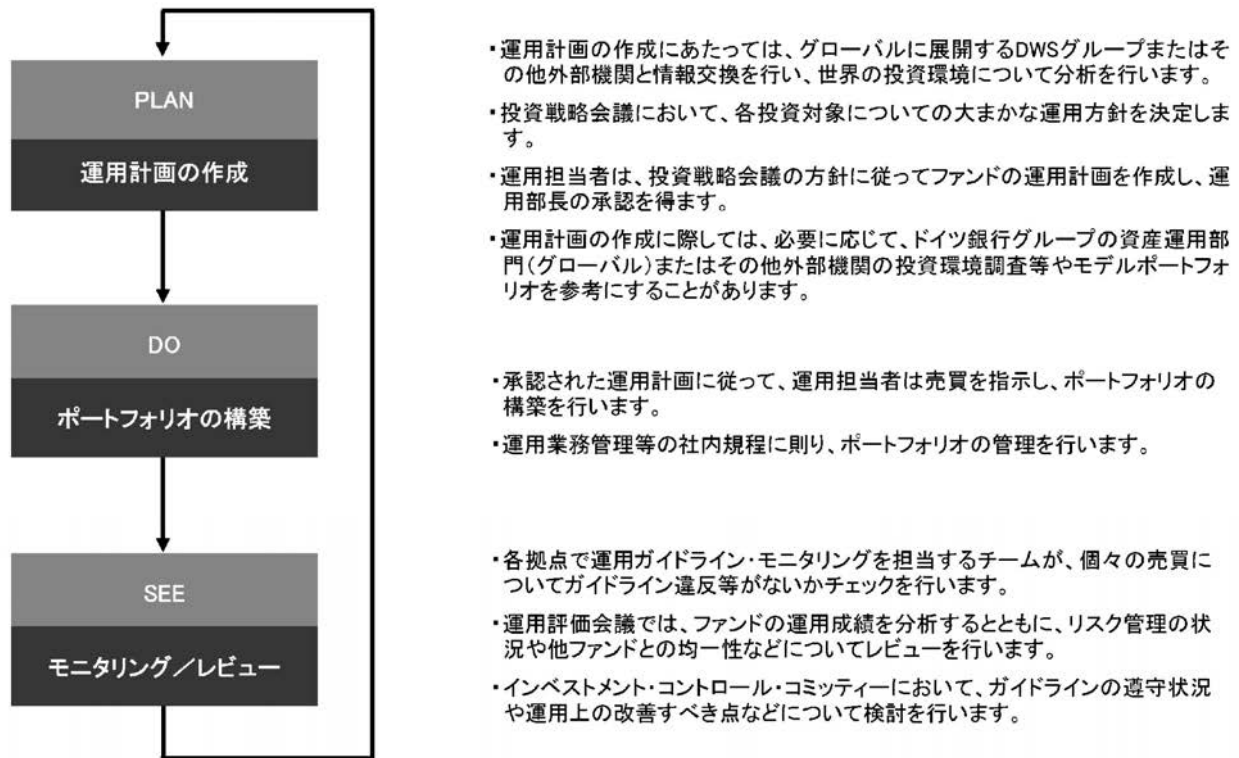 PLAN
運用計画の作成
・運用計画の作成にあたっては、グローバルに展開するDWSグループまたはそ
の他外部機関と情報交換を行い、世界の投資環境について分析を行います。
・投資戦略会議において、各投資対象についての大まかな運用方針を決定しま
す。
・運用担当者は、投資戦略会議の方針に従ってファンドの運用計画を作成し、運
用部長の承認を得ます。
・運用計画の作成に際しては、必要に応じて、ドイツ銀行グループの資産運用部
門(グローバル)またはその他外部機関の投資環境調査等やモデルポートフォ
リオを参考にすることがあります。
DO
ポートフォリオの構築
・承認された運用計画に従って、運用担当者は売買を指示し、ポートフォリオの
構築を行います。
・運用業務管理等の社内規程に則り、ポートフォリオの管理を行います。
SEE
モニタリング/レビュー
・各拠点で運用ガイドライン・モニタリングを担当するチームが、個々の売買に
ついてガイドライン違反等がないかチェックを行います。
・運用評価会議では、ファンドの運用成績を分析するとともに、リスク管理の状
況や他ファンドとの均一性などについてレビューを行います。
・インベストメント・コントロール・コミッティーにおいて、ガイドラインの遵守状況
や運用上の改善すべき点などについて検討を行います。